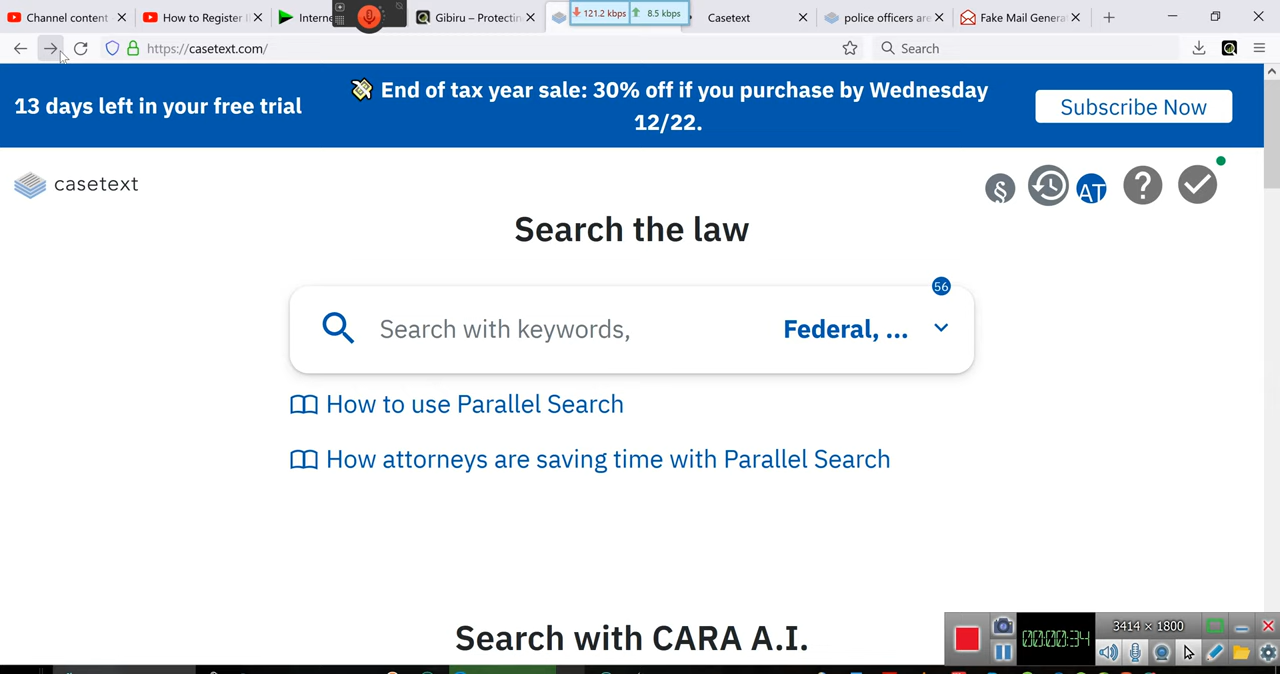 Channel content
How to Register I
Interne
Gibiru – Protectin
121.2 kbps
8.5 kbps
Casetext
police officers are
Fake Mail Genera
https://casetext.com/
Search
13 days left in your free trial
💸 End of tax year sale: 30% off if you purchase by Wednesday
12/22.
Subscribe Now
casetext
§
AT
?
Search the law
56
Search with keywords,
Federal, ...
How to use Parallel Search
How attorneys are saving time with Parallel Search
Search with CARA A.I.
3414 × 1800
00:00:34